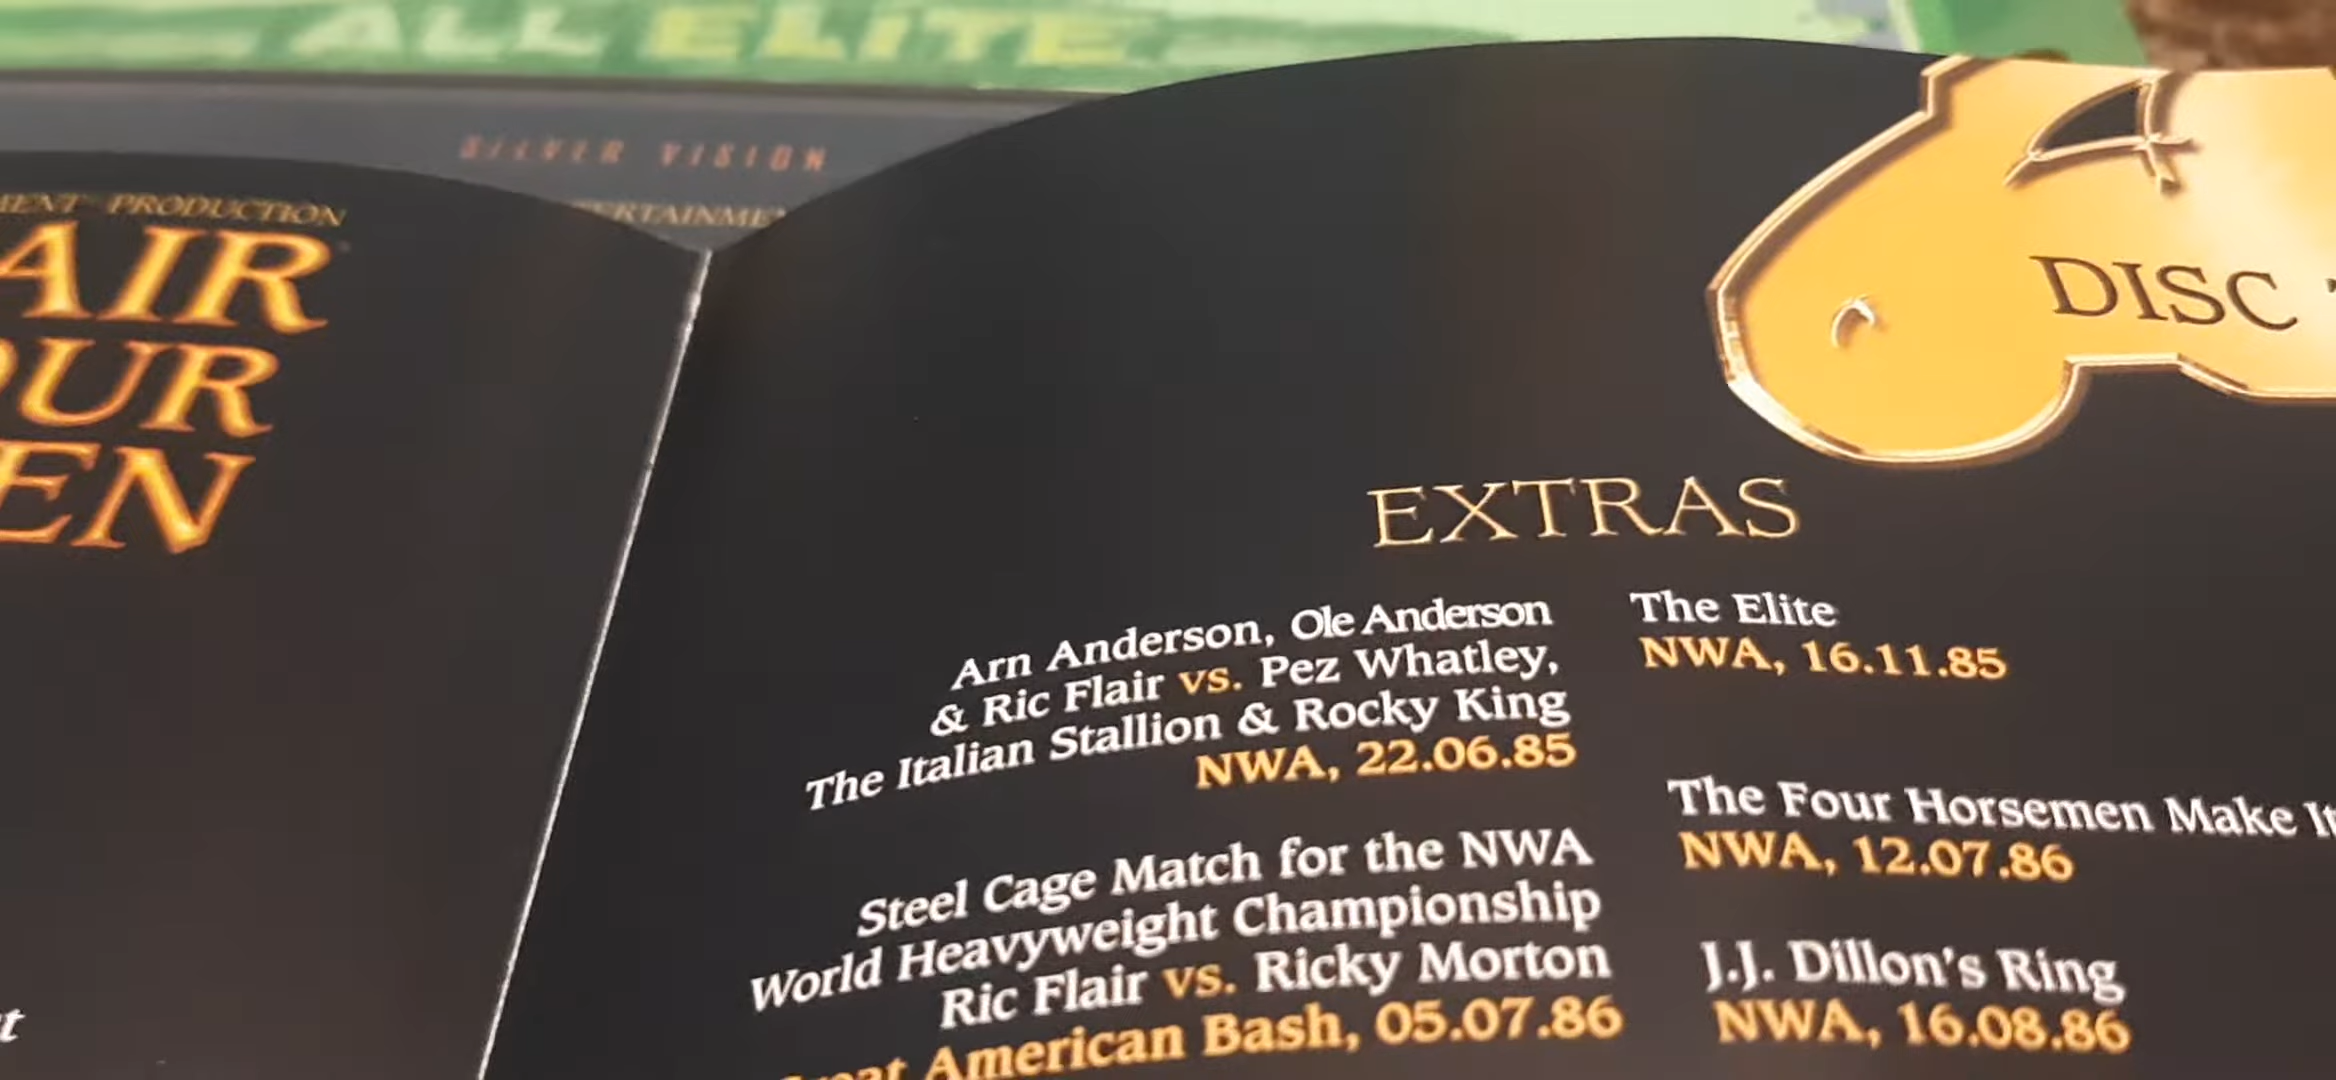 ALL ELITE
SILVER VISION
PRODUCTION
AIR
OUR
EN
DISC
EXTRAS
Arn Anderson, Ole Anderson
& Ric Flair vs. Pez Whatley,
The Italian Stallion & Rocky King
NWA, 22.06.85
Steel Cage Match for the NWA
World Heavyweight Championship
Ric Flair vs. Ricky Morton
Great American Bash, 05.07.86
The Elite
NWA, 16.11.85
The Four Horsemen Make It
NWA, 12.07.86
J.J. Dillon's Ring
NWA, 16.08.86